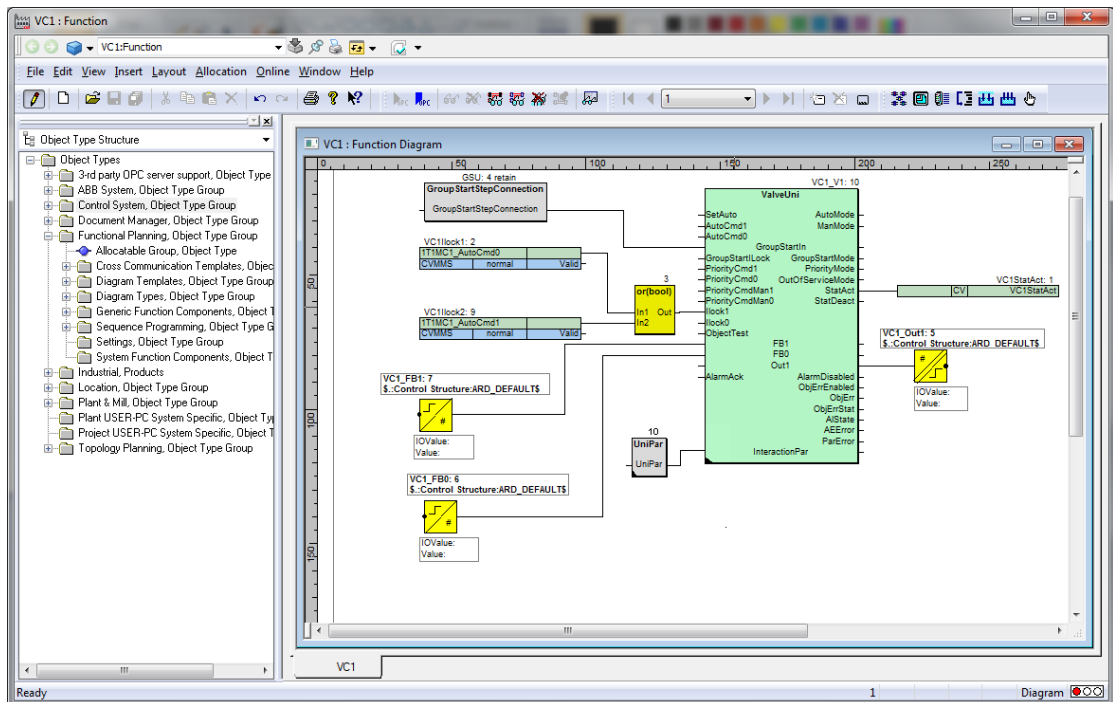 VC1 : Function
VC1:Function
File Edit View Insert Layout Allocation Online Window Help
1
Object Type Structure
Object Types
3-rd party OPC server support, Object Type
ABB System, Object Type Group
Control System, Object Type Group
Document Manager, Object Type Group
Functional Planning, Object Type Group
Allocatable Group, Object Type
Cross Communication Templates, Objec
Diagram Templates, Object Type Group
Diagram Types, Object Type Group
Generic Function Components, Object T
Sequence Programming, Object Type G
Settings, Object Type Group
System Function Components, Object T
Industrial, Products
Location, Object Type Group
Plant & Mill, Object Type Group
Plant USER-PC System Specific, Object Typ
Project USER-PC System Specific, Object T
Topology Planning, Object Type Group
VC1 : Function Diagram
0 50 100 150 200 250
50
100
150
GSU: 4 retain
GroupStartStepConnection
GroupStartStepConnection
VC1Ilock1: 2
1T1MC1_AutoCmd0
CVMMS normal Valid
VC1Ilock2: 9
1T1MC1_AutoCmd1
CVMMS normal Valid
3
or(bool)
In1 Out
In2
VC1_FB1: 7
$.:Control Structure:ARD_DEFAULT$
#
IOValue:
Value:
VC1_FB0: 6
$.:Control Structure:ARD_DEFAULT$
#
IOValue:
Value:
10
UniPar
UniPar
VC1_V1: 10
ValveUni
SetAuto AutoMode
AutoCmd1 ManMode
AutoCmd0
GroupStartIn
GroupStartILock GroupStartMode
PriorityCmd1 PriorityMode
PriorityCmd0 OutOfServiceMode
PriorityCmdMan1 StatAct
PriorityCmdMan0 StatDeact
Ilock1
Ilock0
ObjectTest
FB1
FB0
Out1
AlarmAck AlarmDisabled
ObjErrEnabled
ObjErr
ObjErrStat
AlState
AEError
ParError
InteractionPar
VC1StatAct: 1
CV VC1StatAct
VC1_Out1: 5
$.:Control Structure:ARD_DEFAULT$
#
IOValue:
Value:
VC1
Ready 1 Diagram